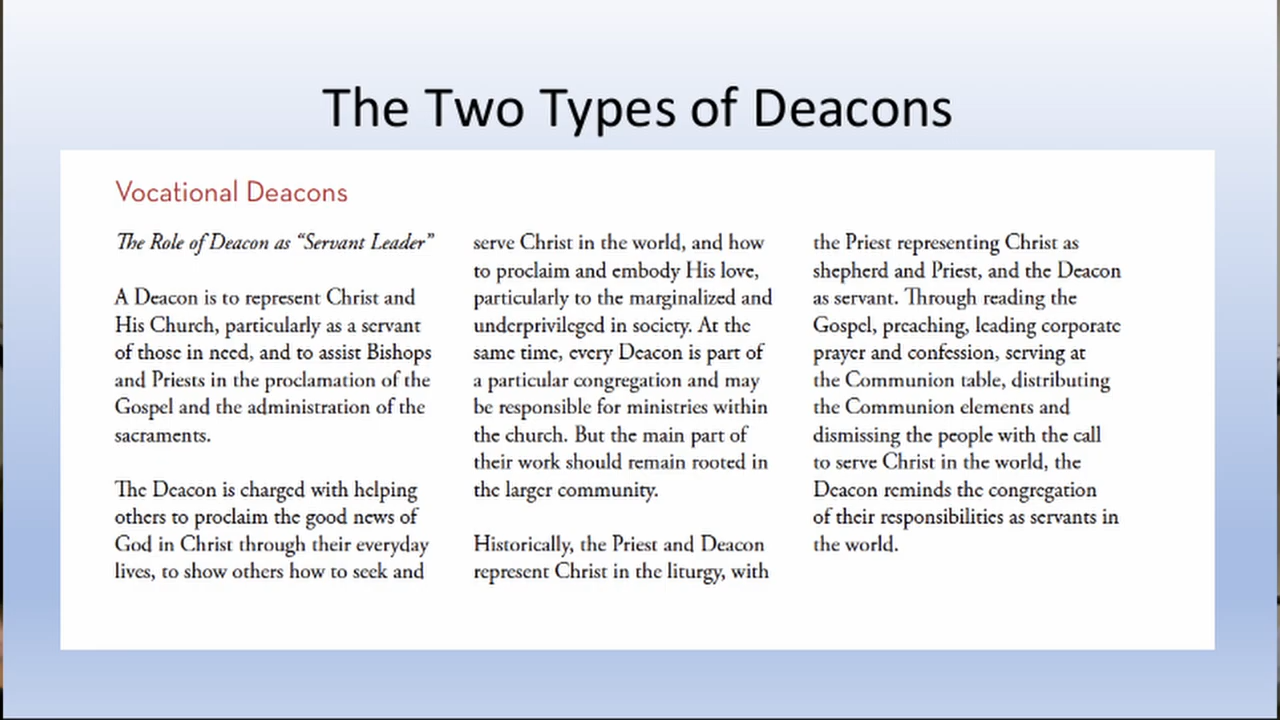 The Two Types of Deacons
Vocational Deacons
The Role of Deacon as “Servant Leader”
A Deacon is to represent Christ and
His Church, particularly as a servant
of those in need, and to assist Bishops
and Priests in the proclamation of the
Gospel and the administration of the
sacraments.
The Deacon is charged with helping
others to proclaim the good news of
God in Christ through their everyday
lives, to show others how to seek and
serve Christ in the world, and how
to proclaim and embody His love,
particularly to the marginalized and
underprivileged in society. At the
same time, every Deacon is part of
a particular congregation and may
be responsible for ministries within
the church. But the main part of
their work should remain rooted in
the larger community.
Historically, the Priest and Deacon
represent Christ in the liturgy, with
the Priest representing Christ as
shepherd and Priest, and the Deacon
as servant. Through reading the
Gospel, preaching, leading corporate
prayer and confession, serving at
the Communion table, distributing
the Communion elements and
dismissing the people with the call
to serve Christ in the world, the
Deacon reminds the congregation
of their responsibilities as servants in
the world.